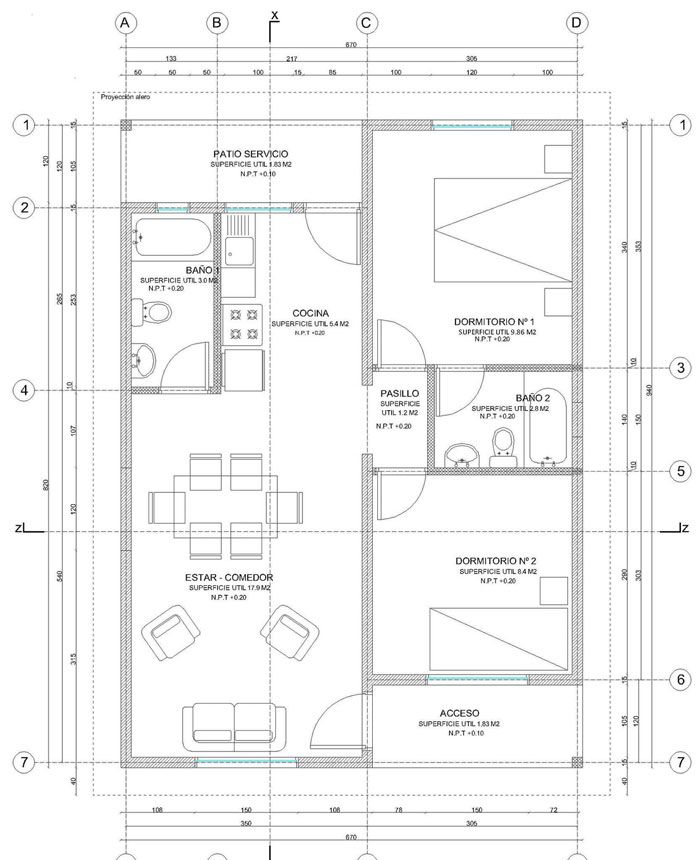 A B X C D
670
133 217 305
50 50 50 100 15 85 100 120 100
Proyección alero
1 1
15 15
120 120 105
PATIO SERVICIO
SUPERFICIE UTIL 1.83 M2
N.P.T +0.10
2
15
340 353
BAÑO 1
SUPERFICIE UTIL 3.0 M2
N.P.T +0.20
265 253
COCINA
SUPERFICIE UTIL 5.4 M2
N.P.T +0.20
DORMITORIO Nº 1
SUPERFICIE UTIL 9.86 M2
N.P.T +0.20
3
10
4
10
940
PASILLO
SUPERFICIE
UTIL 1.2 M2
N.P.T +0.20
BAÑO 2
SUPERFICIE UTIL 2.8 M2
N.P.T +0.20
140 150
107
5
10
820
120
Z Z
540
ESTAR - COMEDOR
SUPERFICIE UTIL 17.9 M2
N.P.T +0.20
DORMITORIO Nº 2
SUPERFICIE UTIL 8.4 M2
N.P.T +0.20
290 303
315
6
15
ACCESO
SUPERFICIE UTIL 1.83 M2
N.P.T +0.10
105 120
7 7
15
40 40
108 150 108 78 150 72
350 305
670